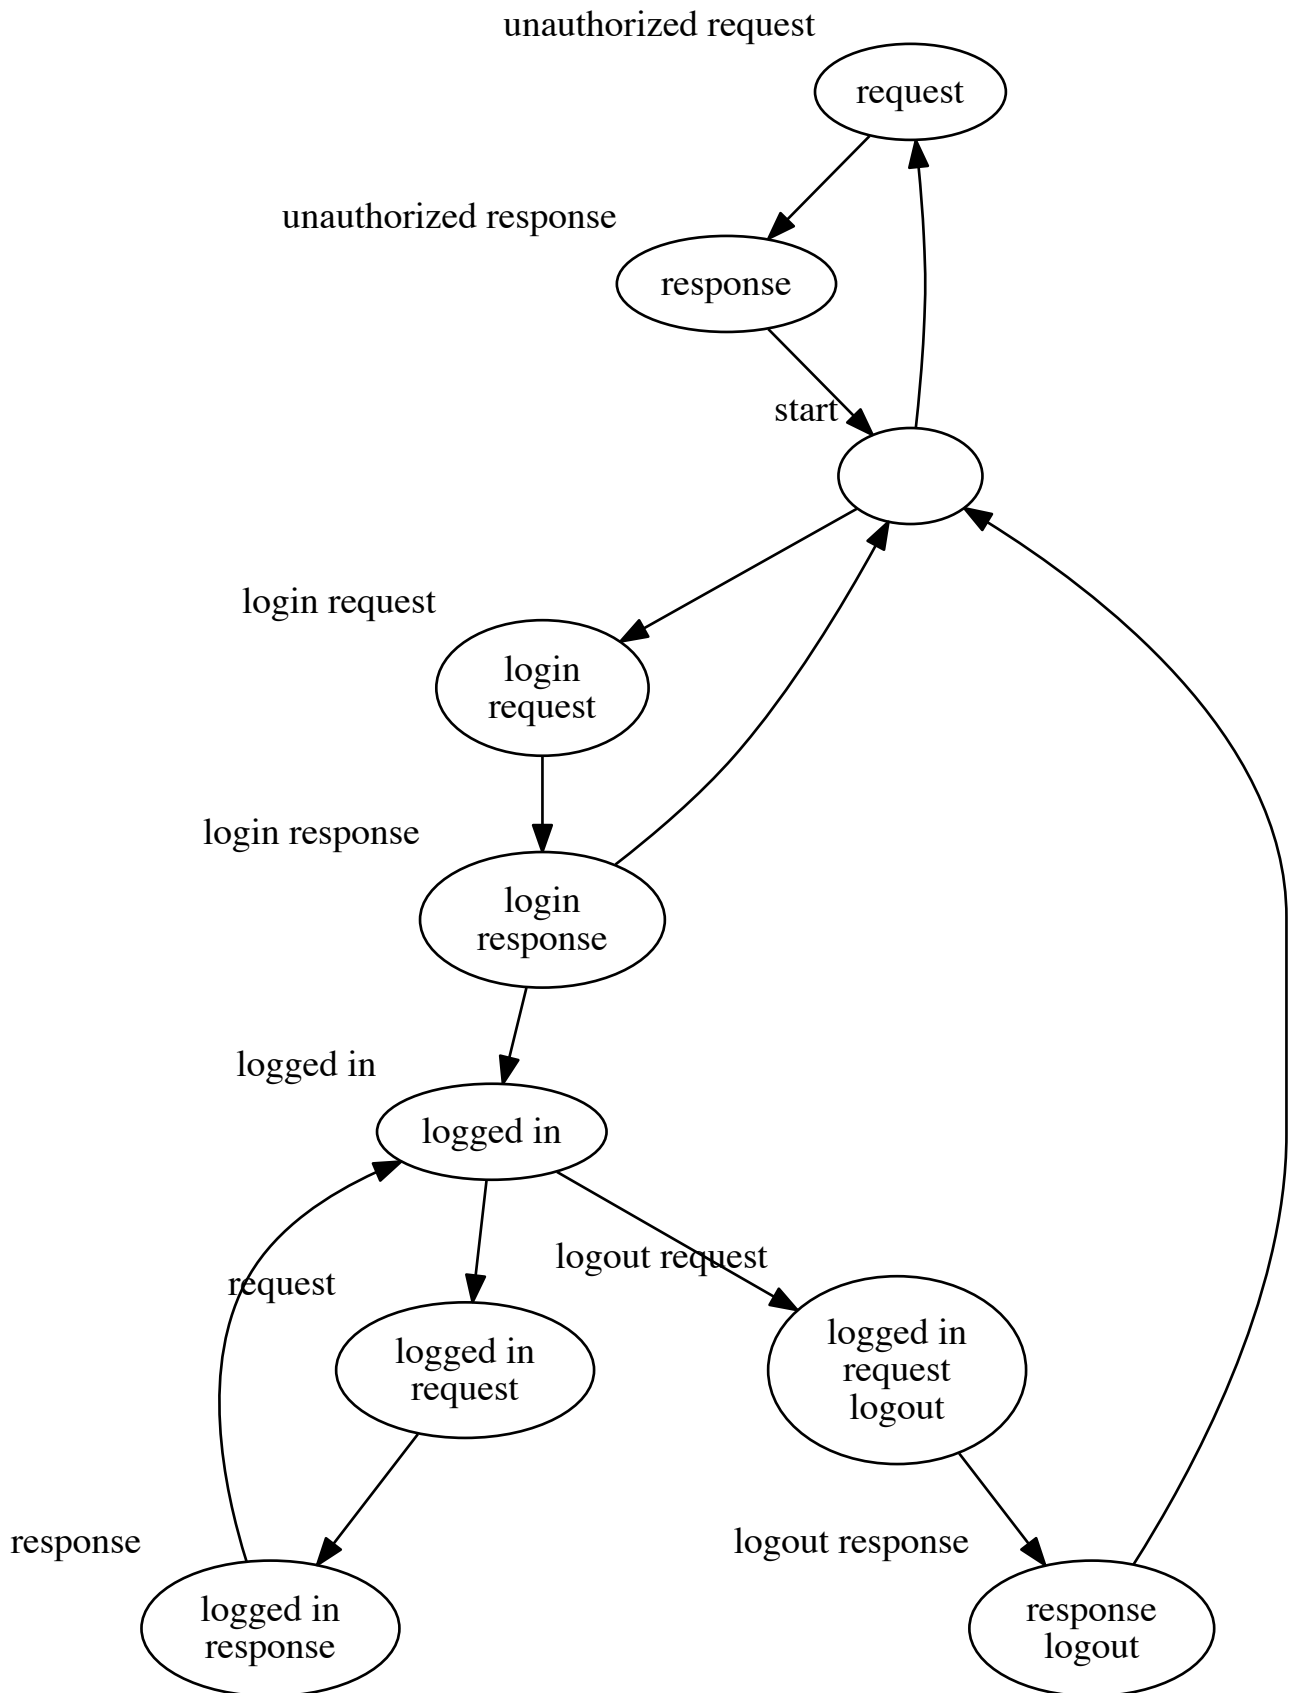 unauthorized request
request
unauthorized response
response
start
login request
login
request
login response
login
response
logged in
logged in
logout request
request
logged in
request
logged in
request
logout
response
logged in
response
logout response
response
logout